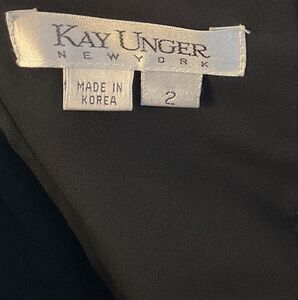 KAY UNGER
NEW YORK
MADE IN
KOREA
2